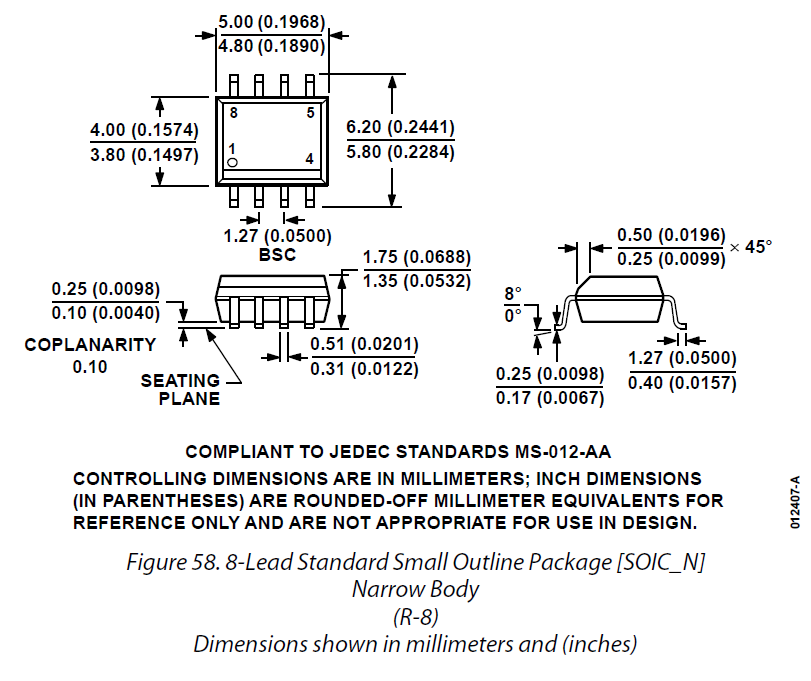 5.00 (0.1968)
4.80 (0.1890)
8
5
1
4
4.00 (0.1574)
3.80 (0.1497)
6.20 (0.2441)
5.80 (0.2284)
1.27 (0.0500)
BSC
0.25 (0.0098)
0.10 (0.0040)
COPLANARITY
0.10
SEATING
PLANE
1.75 (0.0688)
1.35 (0.0532)
0.51 (0.0201)
0.31 (0.0122)
0.50 (0.0196)
0.25 (0.0099)
× 45°
8°
0°
0.25 (0.0098)
0.17 (0.0067)
1.27 (0.0500)
0.40 (0.0157)
COMPLIANT TO JEDEC STANDARDS MS-012-AA
CONTROLLING DIMENSIONS ARE IN MILLIMETERS; INCH DIMENSIONS
(IN PARENTHESES) ARE ROUNDED-OFF MILLIMETER EQUIVALENTS FOR
REFERENCE ONLY AND ARE NOT APPROPRIATE FOR USE IN DESIGN.
012407-A
Figure 58. 8-Lead Standard Small Outline Package [SOIC_N]
Narrow Body
(R-8)
Dimensions shown in millimeters and (inches)